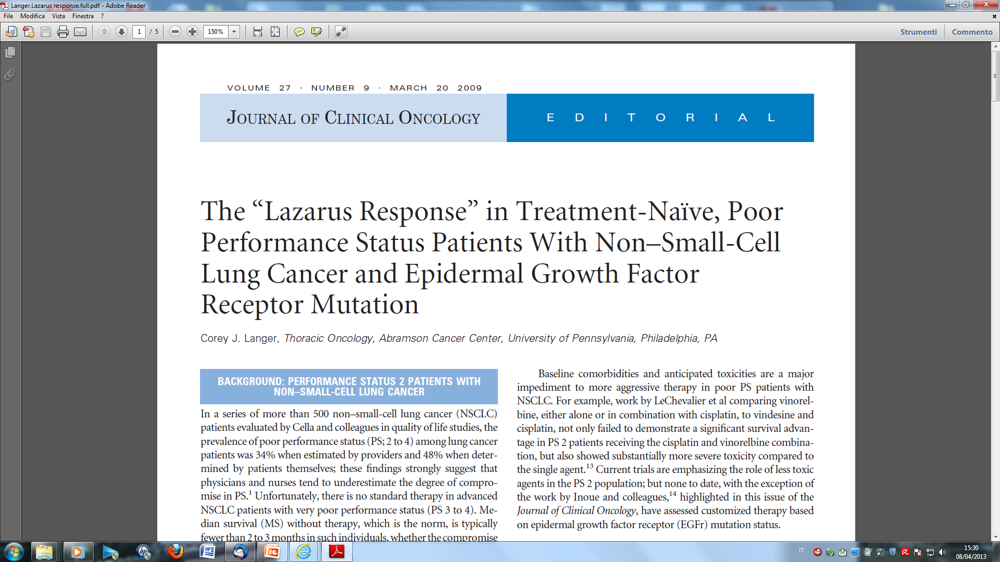 Langer.Lazarus response.full.pdf - Adobe Reader
File Modifica Vista Finestra ?
1 / 5 150% Strumenti Commento
VOLUME 27 · NUMBER 9 · MARCH 20 2009
JOURNAL OF CLINICAL ONCOLOGY
E D I T O R I A L
The “Lazarus Response” in Treatment-Naïve, Poor
Performance Status Patients With Non–Small-Cell
Lung Cancer and Epidermal Growth Factor
Receptor Mutation
Corey J. Langer, Thoracic Oncology, Abramson Cancer Center, University of Pennsylvania, Philadelphia, PA
BACKGROUND: PERFORMANCE STATUS 2 PATIENTS WITH
NON–SMALL-CELL LUNG CANCER
In a series of more than 500 non–small-cell lung cancer (NSCLC)
patients evaluated by Cella and colleagues in quality of life studies, the
prevalence of poor performance status (PS; 2 to 4) among lung cancer
patients was 34% when estimated by providers and 48% when deter-
mined by patients themselves; these findings strongly suggest that
physicians and nurses tend to underestimate the degree of compro-
mise in PS.1 Unfortunately, there is no standard therapy in advanced
NSCLC patients with very poor performance status (PS 3 to 4). Me-
dian survival (MS) without therapy, which is the norm, is typically
fewer than 2 to 3 months in such individuals, whether the compromise
Baseline comorbidities and anticipated toxicities are a major
impediment to more aggressive therapy in poor PS patients with
NSCLC. For example, work by LeChevalier et al comparing vinorel-
bine, either alone or in combination with cisplatin, to vindesine and
cisplatin, not only failed to demonstrate a significant survival advan-
tage in PS 2 patients receiving the cisplatin and vinorelbine combina-
tion, but also showed substantially more severe toxicity compared to
the single agent.13 Current trials are emphasizing the role of less toxic
agents in the PS 2 population; but none to date, with the exception of
the work by Inoue and colleagues,14 highlighted in this issue of the
Journal of Clinical Oncology, have assessed customized therapy based
on epidermal growth factor receptor (EGFr) mutation status.
IT
15:30
08/04/2013